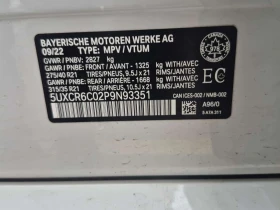 BAYERISCHE MOTOREN WERKE AG
09/22 TYPE: MPV / VTUM
GVWR / PNBV: 2827 kg
GAWR / PNBE: FRONT / AVANT - 1325 kg WITH/AVEC
275/40 R21 TIRES/PNEUS, 9.5J x 21 RIMS/JANTES
GAWR / PNBE: REAR / ARRIERE - 1668 kg WITH/AVEC
315/35 R21 TIRES/PNEUS, 10.5J x 21 RIMS/JANTES
EC
5UXCR6C02P9N93351
A96/0
CAN ICES-002 / NMB-002